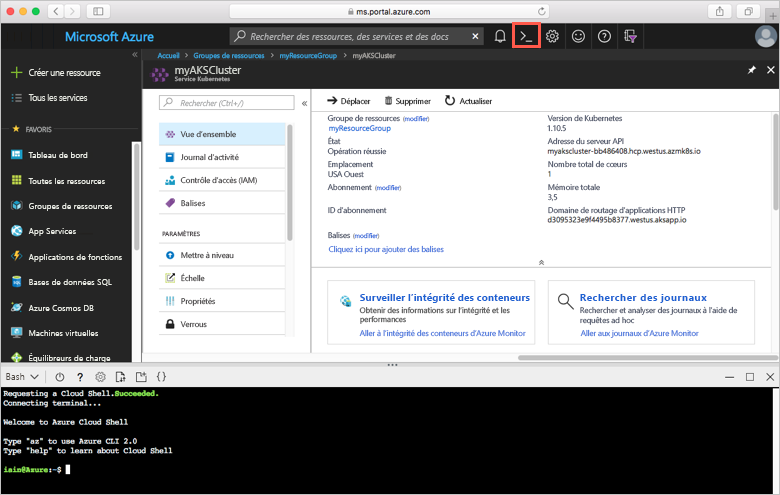 ms.portal.azure.com
Microsoft Azure
Rechercher des ressources, des services et des docs
Accueil > Groupes de ressources > myResourceGroup > myAKSCluster
myAKSCluster
Service Kubernetes
Créer une ressource
Tous les services
FAVORIS
Tableau de bord
Toutes les ressources
Groupes de ressources
App Services
Applications de fonctions
Bases de données SQL
Azure Cosmos DB
Machines virtuelles
Équilibreurs de charge
Rechercher (Ctrl+/)
Vue d'ensemble
Journal d'activité
Contrôle d'accès (IAM)
Balises
PARAMÈTRES
Mettre à niveau
Échelle
Propriétés
Verrous
Déplacer Supprimer Actualiser
Groupe de ressources (modifier)
myResourceGroup
État
Opération réussie
Emplacement
USA Ouest
Abonnement (modifier)
ID d'abonnement
Balises (modifier)
Cliquez ici pour ajouter des balises
Version de Kubernetes
1.10.5
Adresse du serveur API
myakscluster-bb486408.hcp.westus.azmk8s.io
Nombre total de cœurs
1
Mémoire totale
3,5
Domaine de routage d'applications HTTP
d3095323e9f4495b8377.westus.aksapp.io
Surveiller l'intégrité des conteneurs
Obtenir des informations sur l'intégrité et les
performances
Aller à l'intégrité des conteneurs d'Azure Monitor
Rechercher des journaux
Rechercher et analyser des journaux à l'aide de
requêtes ad hoc
Aller aux journaux d'Azure Monitor
Bash
Requesting a Cloud Shell.Succeeded.
Connecting terminal...
Welcome to Azure Cloud Shell
Type "az" to use Azure CLI 2.0
Type "help" to learn about Cloud Shell
iain@Azure:~$